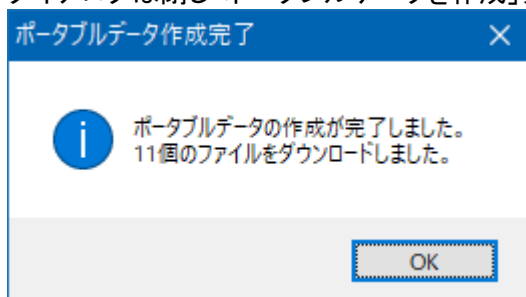 ポータブルデータ作成完了
ポータブルデータの作成が完了しました。
11個のファイルをダウンロードしました。
OK